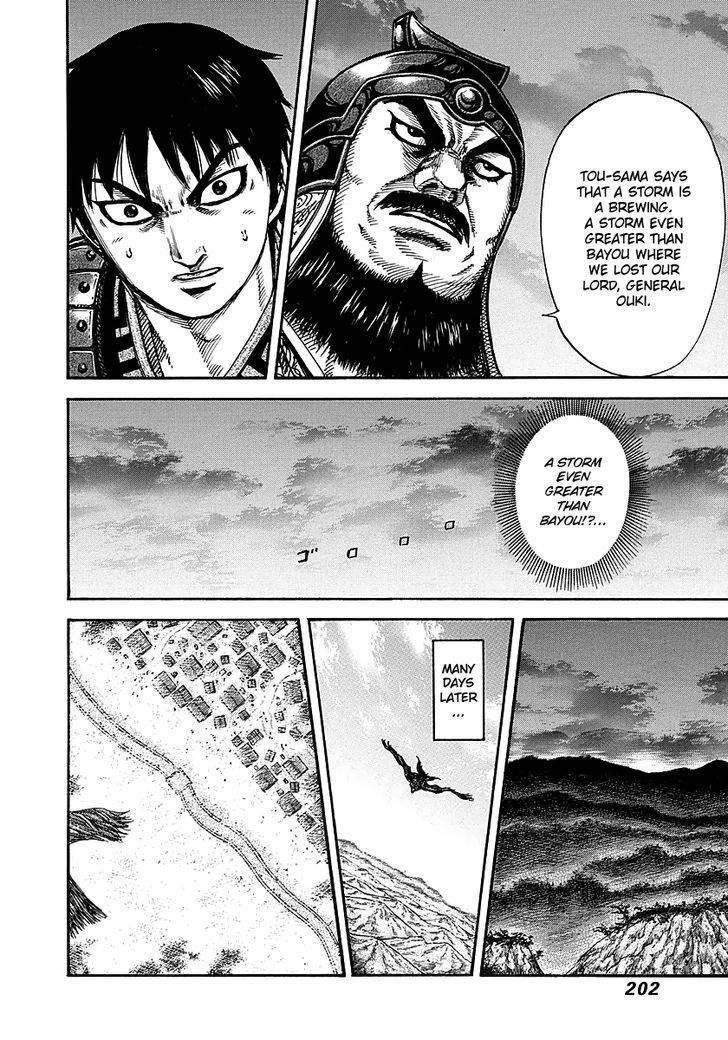 TOU-SAMA SAYS
THAT A STORM IS
A BREWING.
A STORM EVEN
GREATER THAN
BAYOU WHERE
WE LOST OUR
LORD, GENERAL
OUKI.
A STORM
EVEN
GREATER
THAN
BAYOU!?...
ゴロロロ
MANY
DAYS
LATER
...
202